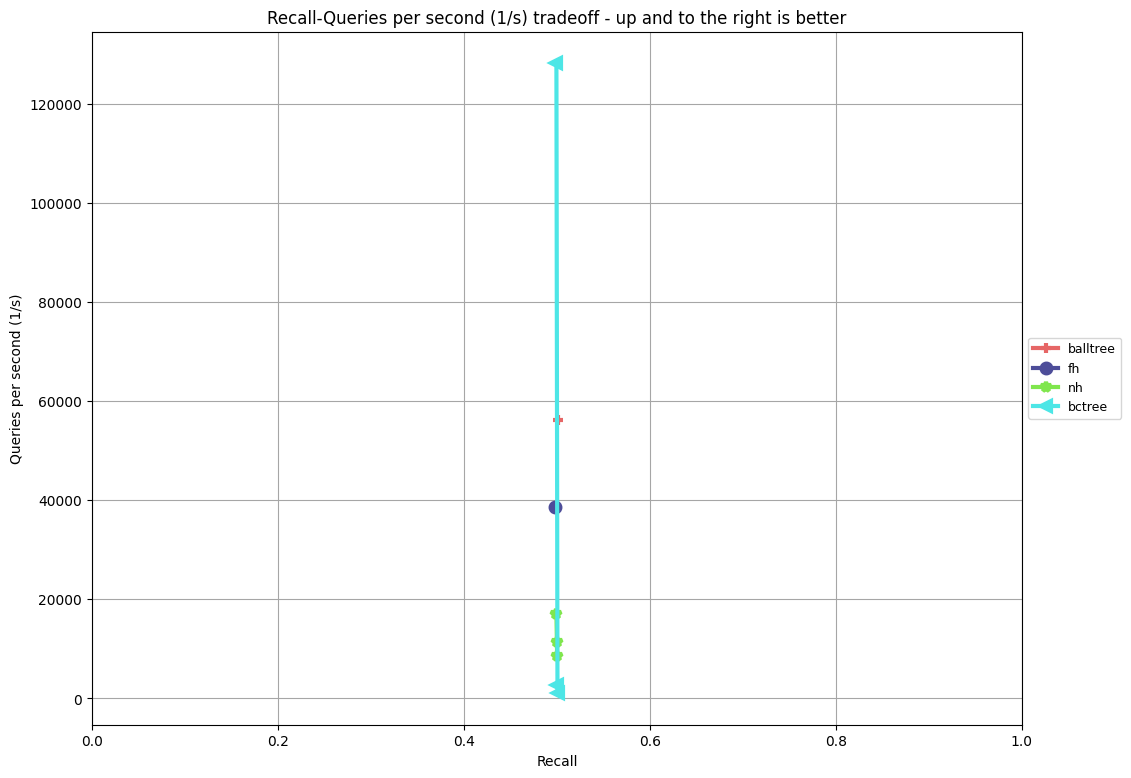 Recall-Queries per second (1/s) tradeoff - up and to the right is better
120000
100000
80000
60000
40000
20000
0
Queries per second (1/s)
0.0 0.2 0.4 0.6 0.8 1.0
Recall
balltree
fh
nh
bctree